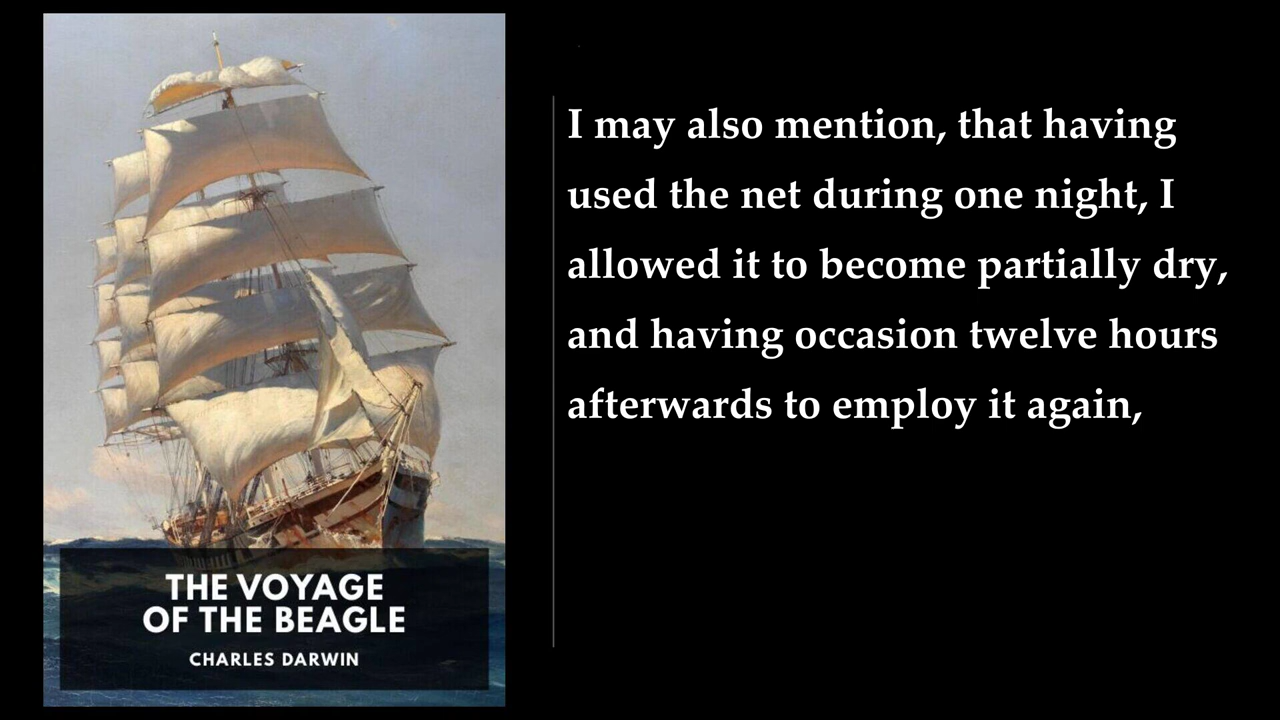 I may also mention, that having
used the net during one night, I
allowed it to become partially dry,
and having occasion twelve hours
afterwards to employ it again,
THE VOYAGE
OF THE BEAGLE
CHARLES DARWIN